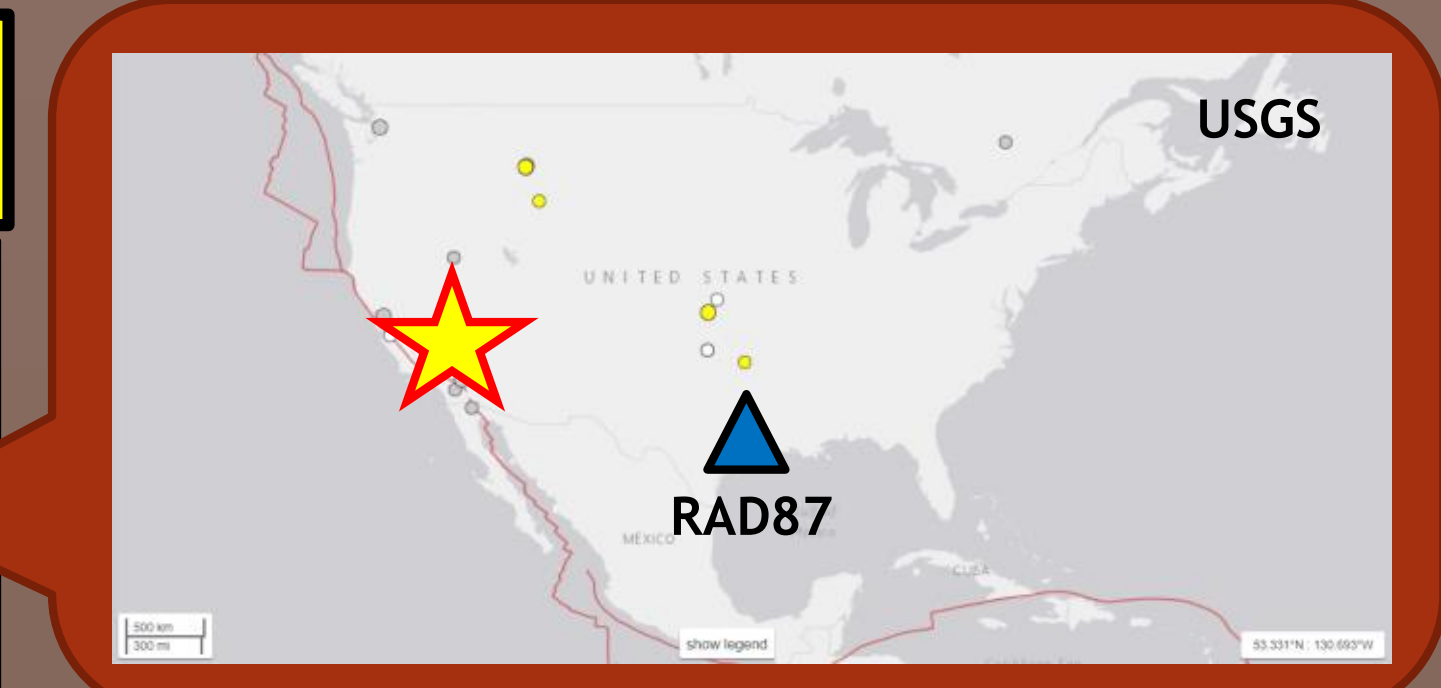 USGS
UNITED STATES
RAD87
MÉXICO
CUBA
500 km
300 mi
show legend
53.331°N : 130.693°W